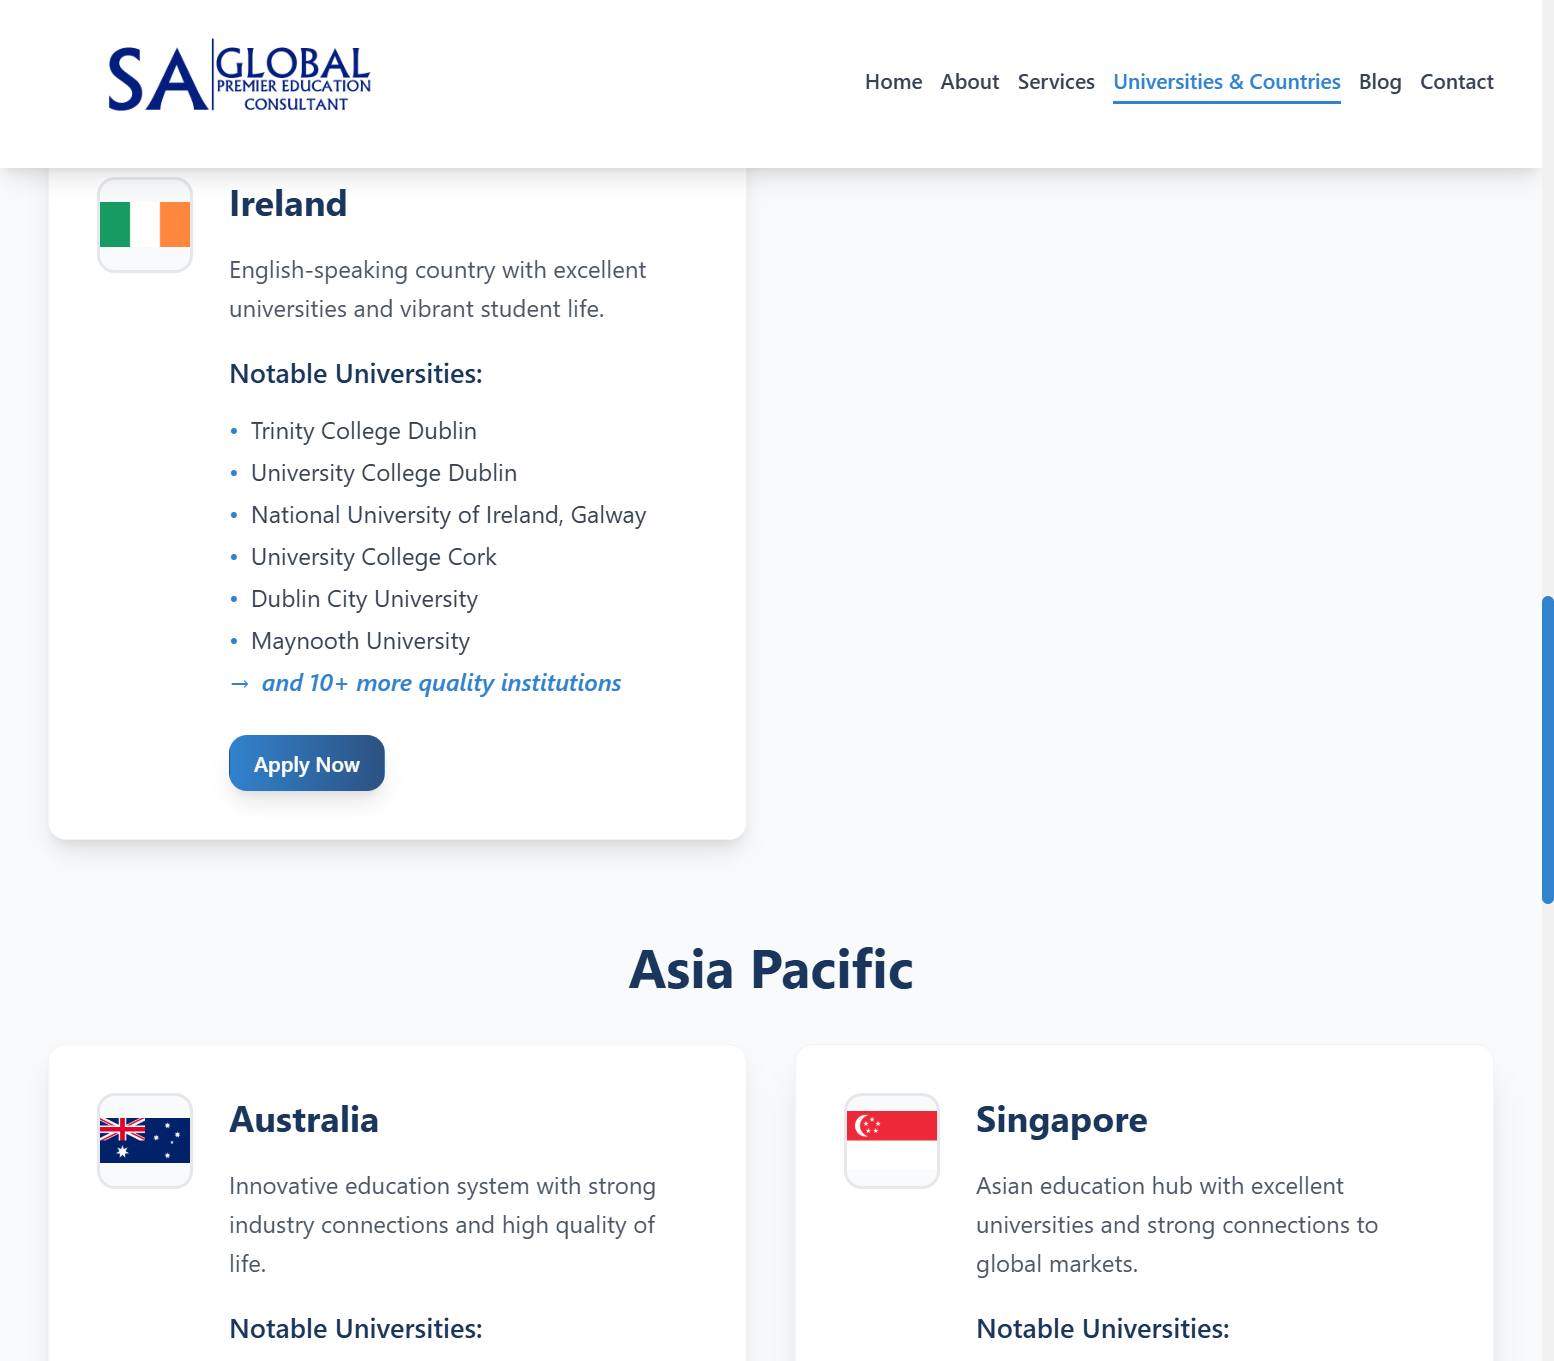 SA GLOBAL
PREMIER EDUCATION
CONSULTANT
Home About Services Universities & Countries Blog Contact
Ireland
English-speaking country with excellent
universities and vibrant student life.
Notable Universities:
• Trinity College Dublin
• University College Dublin
• National University of Ireland, Galway
• University College Cork
• Dublin City University
• Maynooth University
→ and 10+ more quality institutions
Apply Now
Asia Pacific
Australia
Innovative education system with strong
industry connections and high quality of
life.
Notable Universities:
Singapore
Asian education hub with excellent
universities and strong connections to
global markets.
Notable Universities: